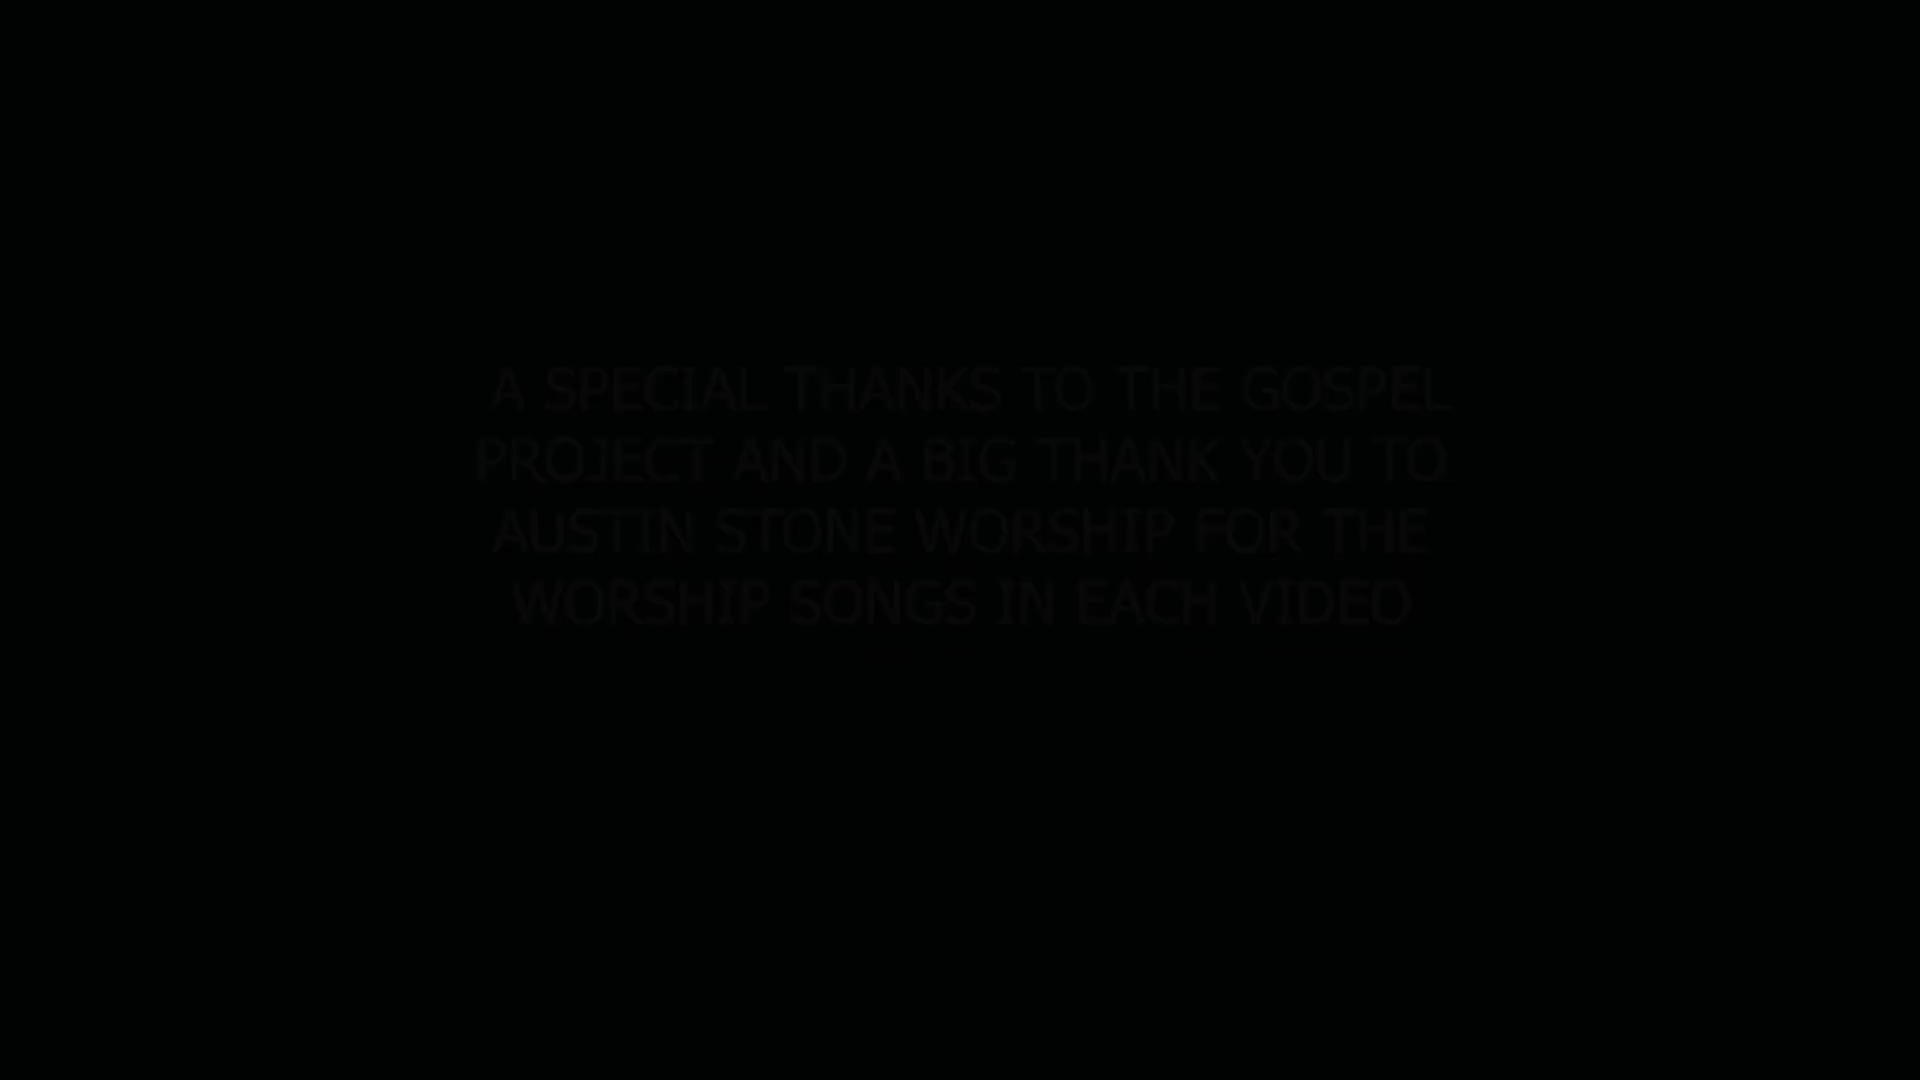 A SPECIAL THANKS TO THE GOSPEL
PROJECT AND A BIG THANK YOU TO
AUSTIN STONE WORSHIP FOR THE
WORSHIP SONGS IN EACH VIDEO